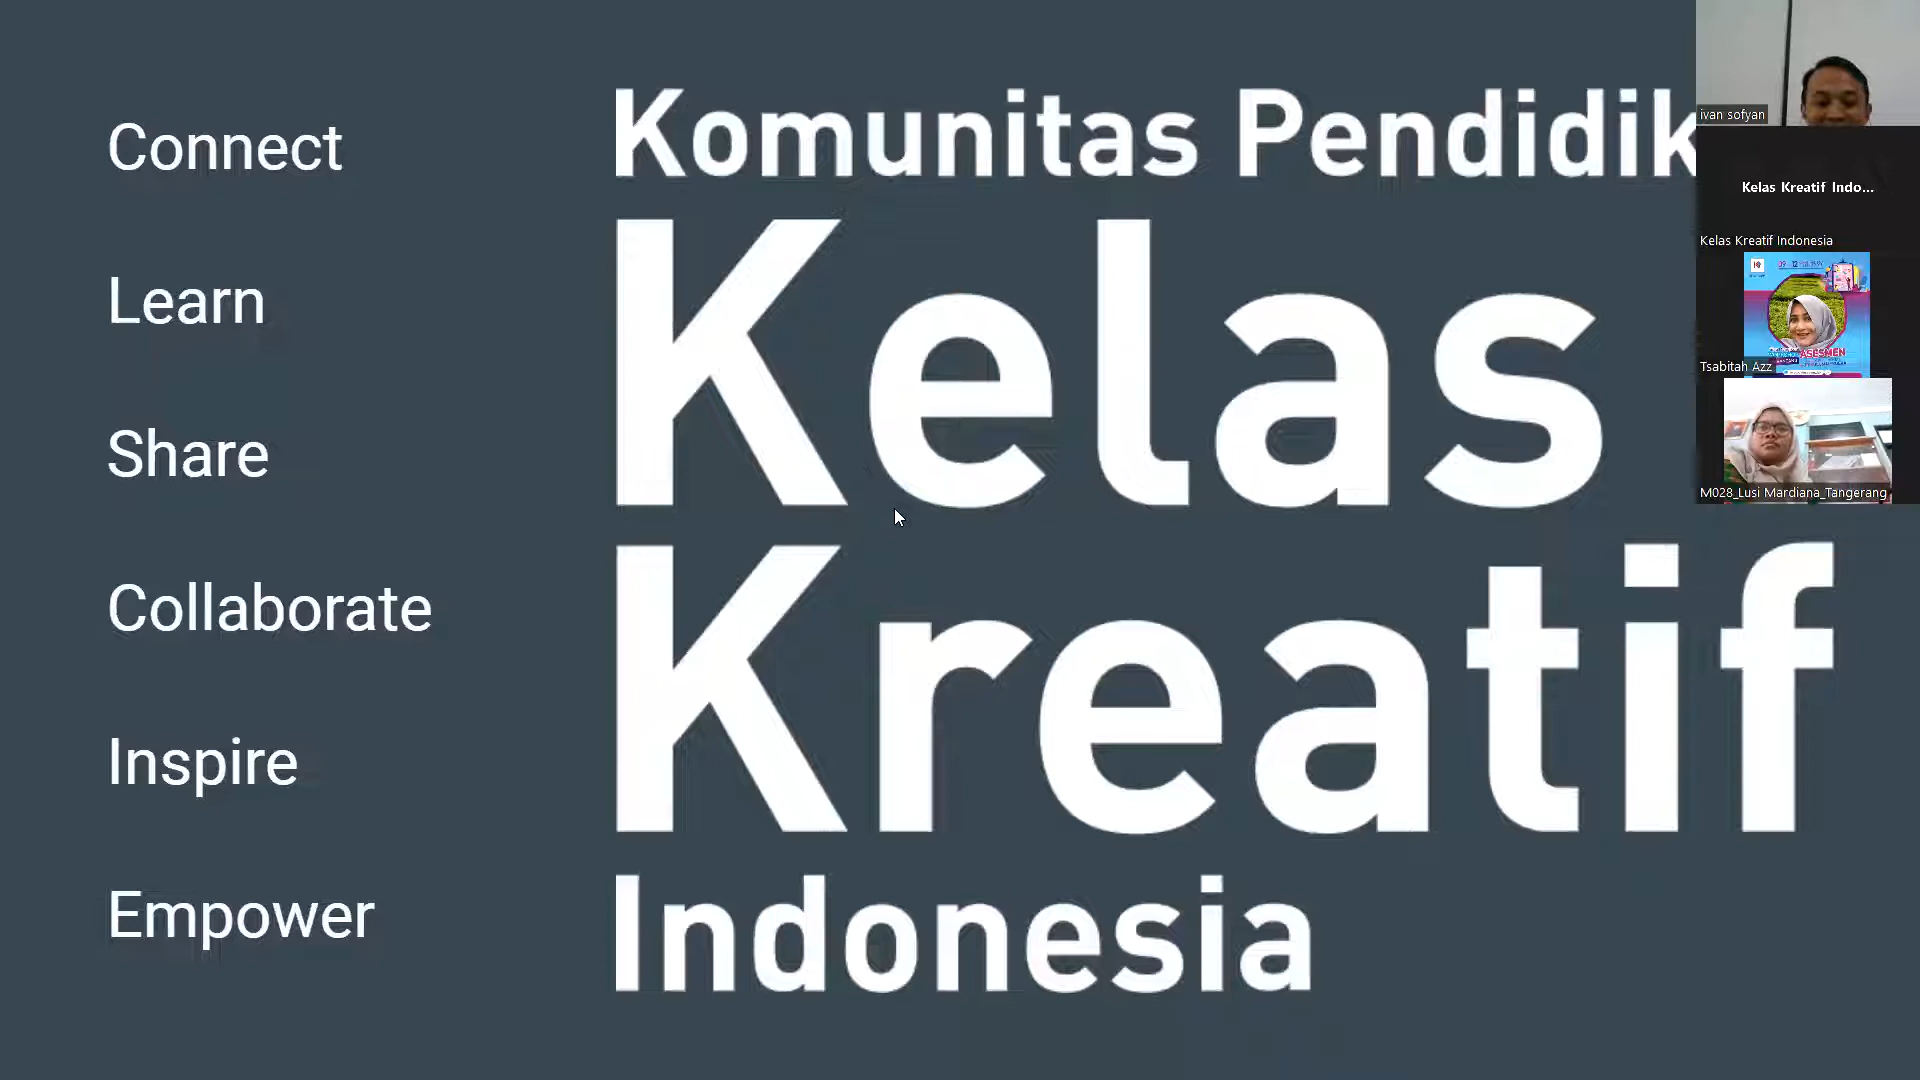 Connect
Learn
Share
Collaborate
Inspire
Empower
Komunitas Pendidik
Kelas
Kreatif
Indonesia
ivan sofyan
Kelas Kreatif Indo...
Kelas Kreatif Indonesia
ASESMEN
Tsabitah Azz
M028_Lusi Mardiana_Tangerang